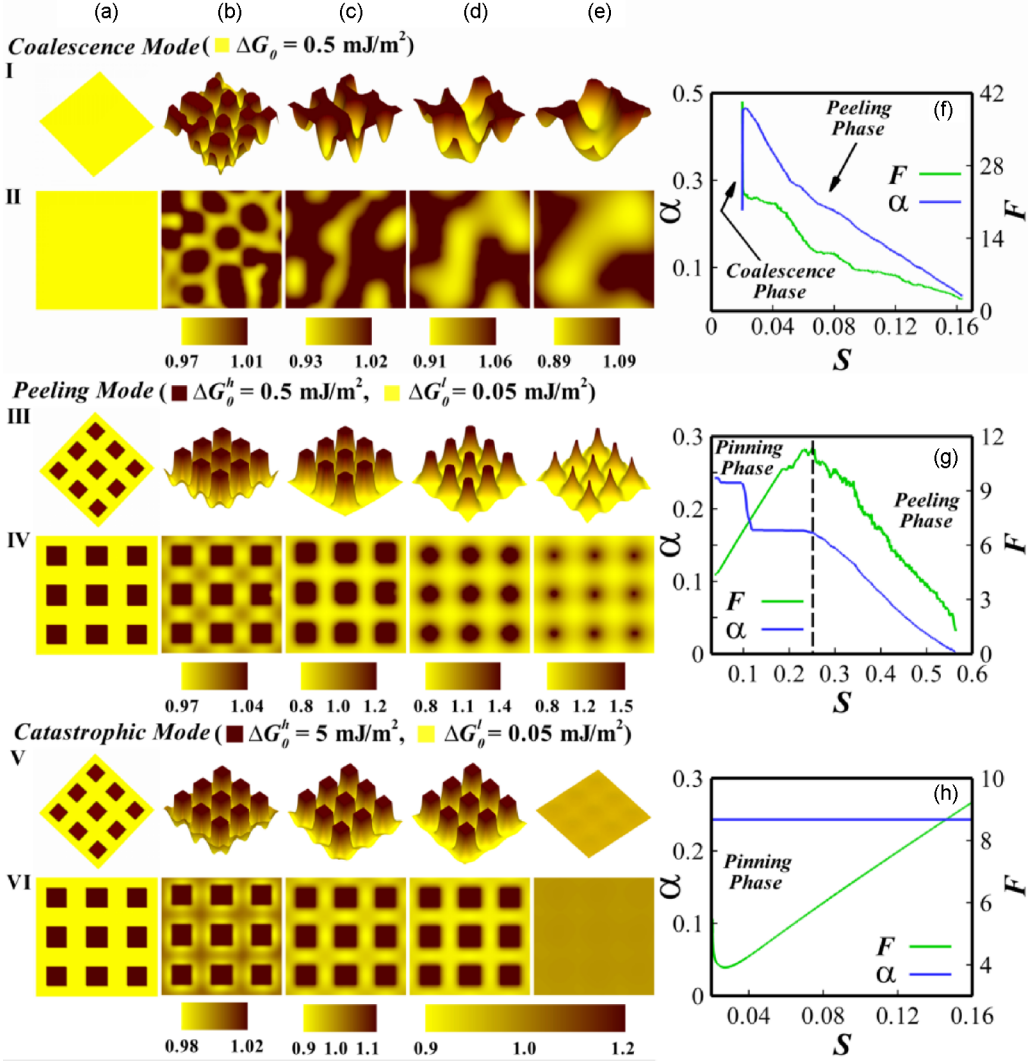 (a) (b) (c) (d) (e)
Coalescence Mode ( ΔG₀ = 0.5 mJ/m²)
I
II
0.97 1.01 0.93 1.02 0.91 1.06 0.89 1.09
(f)
Peeling Phase
Coalescence Phase
F
α
α
0.5
0.3
0.1
F
42
28
14
0
0 0.04 0.08 0.12 0.16
S
Peeling Mode ( ΔG₀ʰ = 0.5 mJ/m², ΔG₀ˡ = 0.05 mJ/m²)
III
IV
0.97 1.04 0.8 1.0 1.2 0.8 1.1 1.4 0.8 1.2 1.5
(g)
Pinning Phase
Peeling Phase
F
α
α
0.3
0.2
0.1
0
F
12
9
6
3
0
0.1 0.2 0.3 0.4 0.5 0.6
S
Catastrophic Mode ( ΔG₀ʰ = 5 mJ/m², ΔG₀ˡ = 0.05 mJ/m²)
V
VI
0.98 1.02 0.9 1.0 1.1 0.9 1.0 1.2
(h)
Pinning Phase
F
α
α
0.3
0.2
0.1
0
F
10
8
6
4
0.04 0.08 0.12 0.16
S